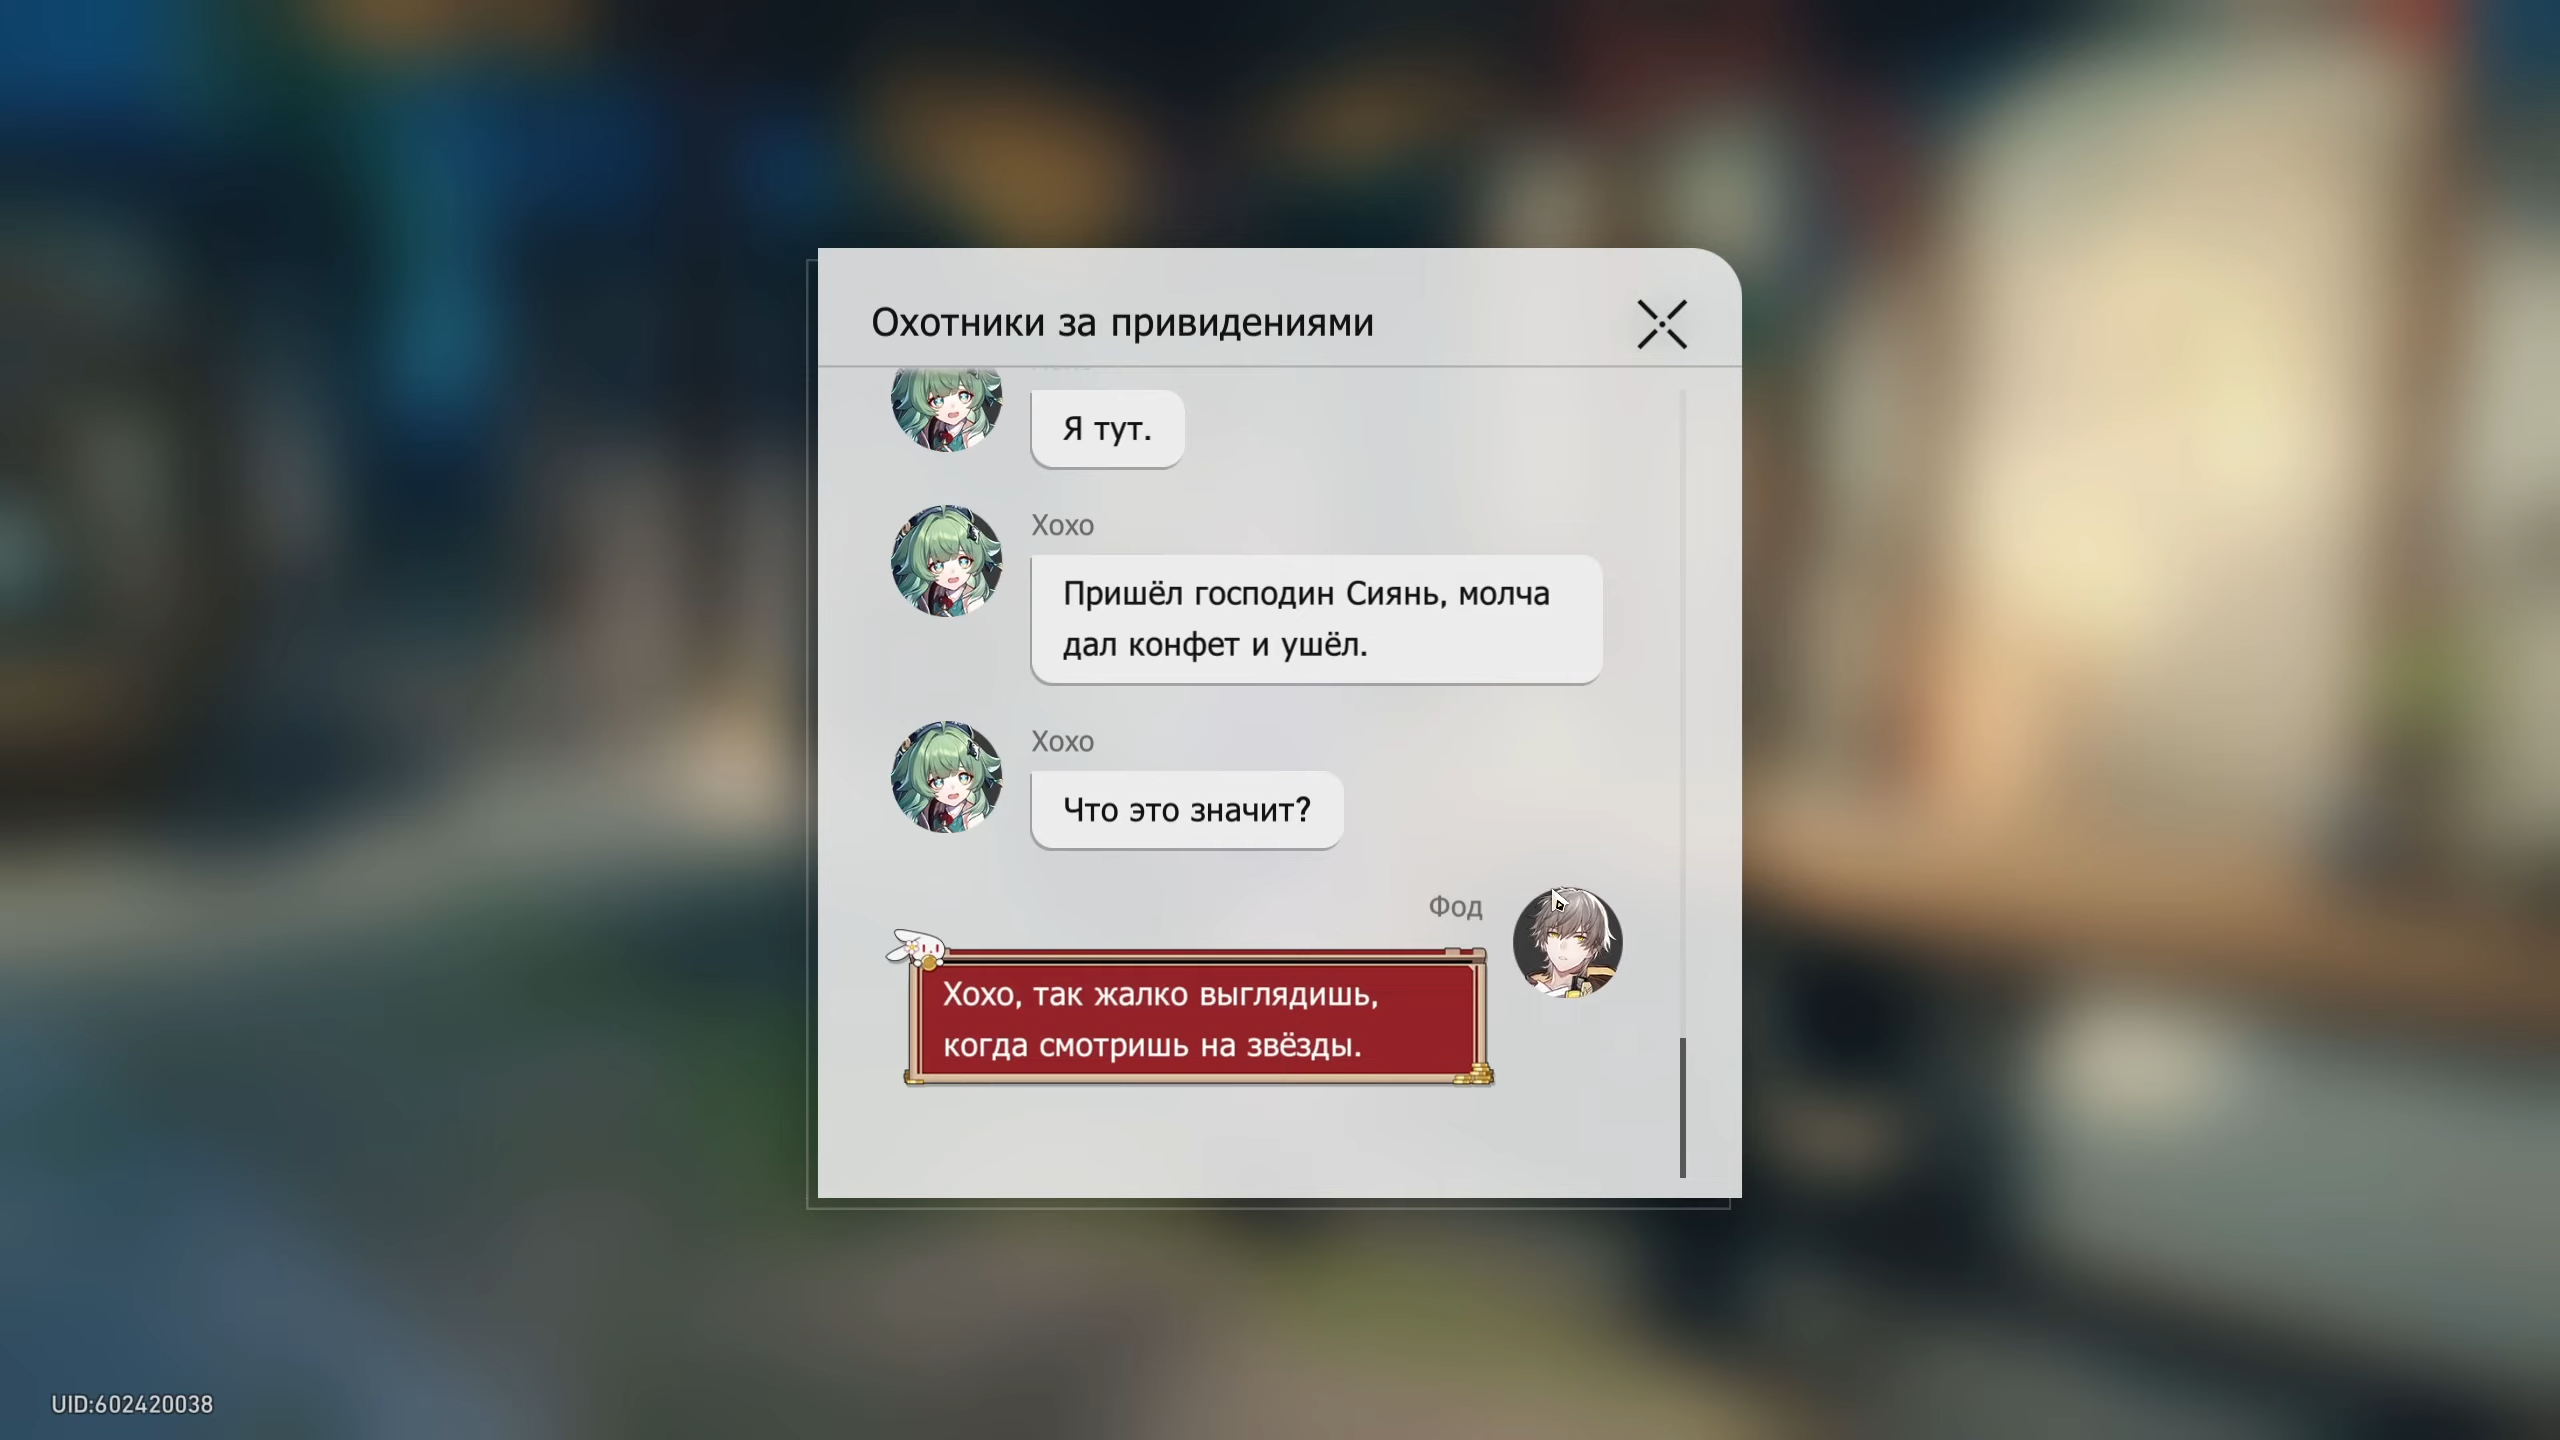 Охотники за привидениями
Я тут.
Хохо
Пришёл господин Сиянь, молча
дал конфет и ушёл.
Хохо
Что это значит?
Фод
Хохо, так жалко выглядишь,
когда смотришь на звёзды.
UID:602420038